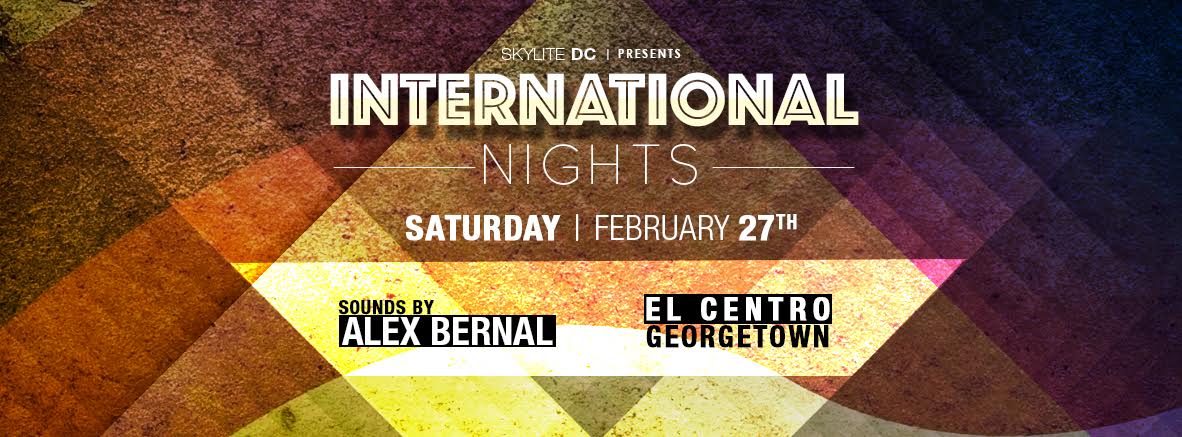 SKYLITE DC | PRESENTS
INTERNATIONAL
NIGHTS
SATURDAY | FEBRUARY 27TH
SOUNDS BY
ALEX BERNAL
EL CENTRO
GEORGETOWN